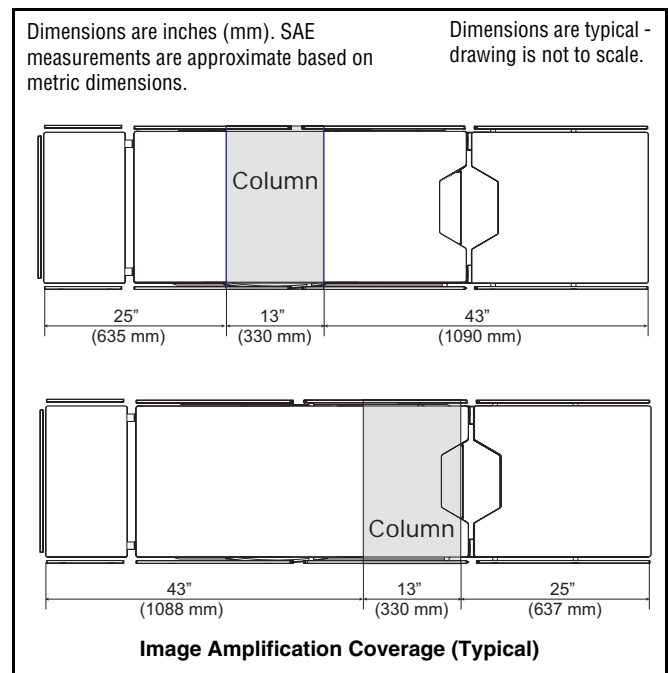 Dimensions are inches (mm). SAE
measurements are approximate based on
metric dimensions.
Dimensions are typical -
drawing is not to scale.
Column
25” 13” 43”
(635 mm) (330 mm) (1090 mm)
Column
43” 13” 25”
(1088 mm) (330 mm) (637 mm)
Image Amplification Coverage (Typical)